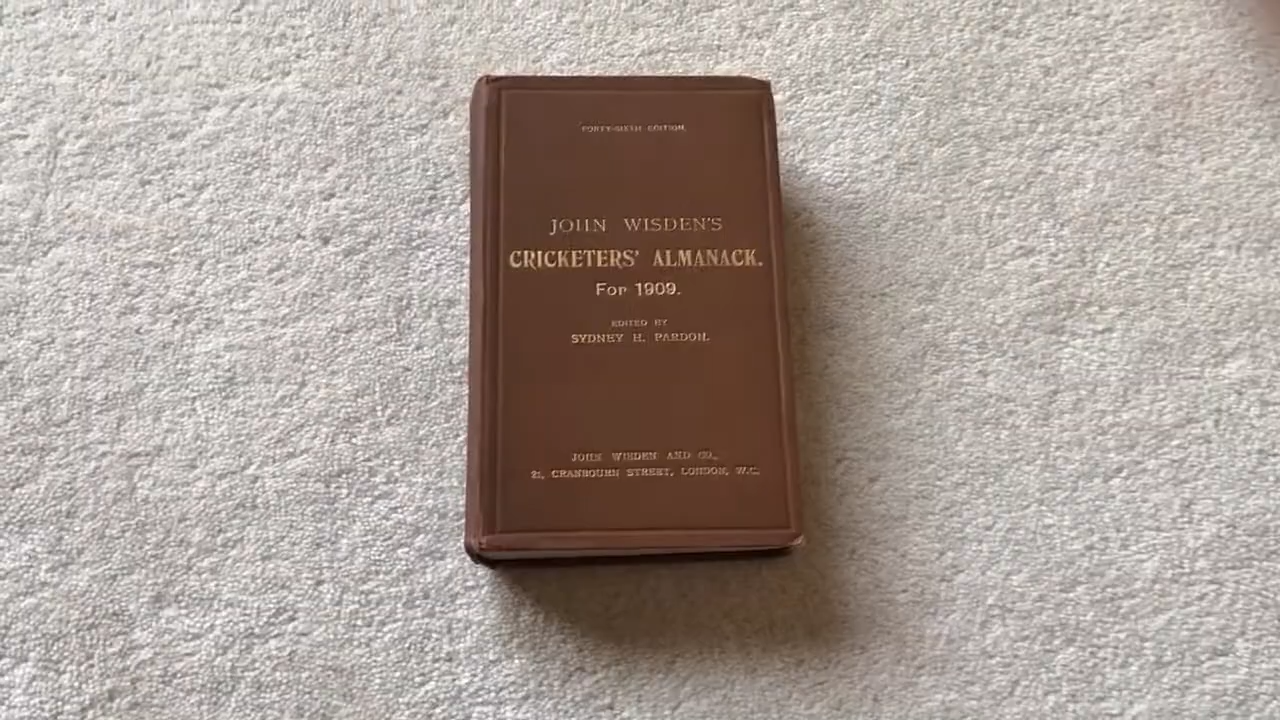 FORTY-SIXTH EDITION.
JOHN WISDEN'S
CRICKETERS' ALMANACK.
For 1909.
EDITED BY
SYDNEY H. PARDON.
JOHN WISDEN AND CO.,
21, CRANBOURN STREET, LONDON, W.C.